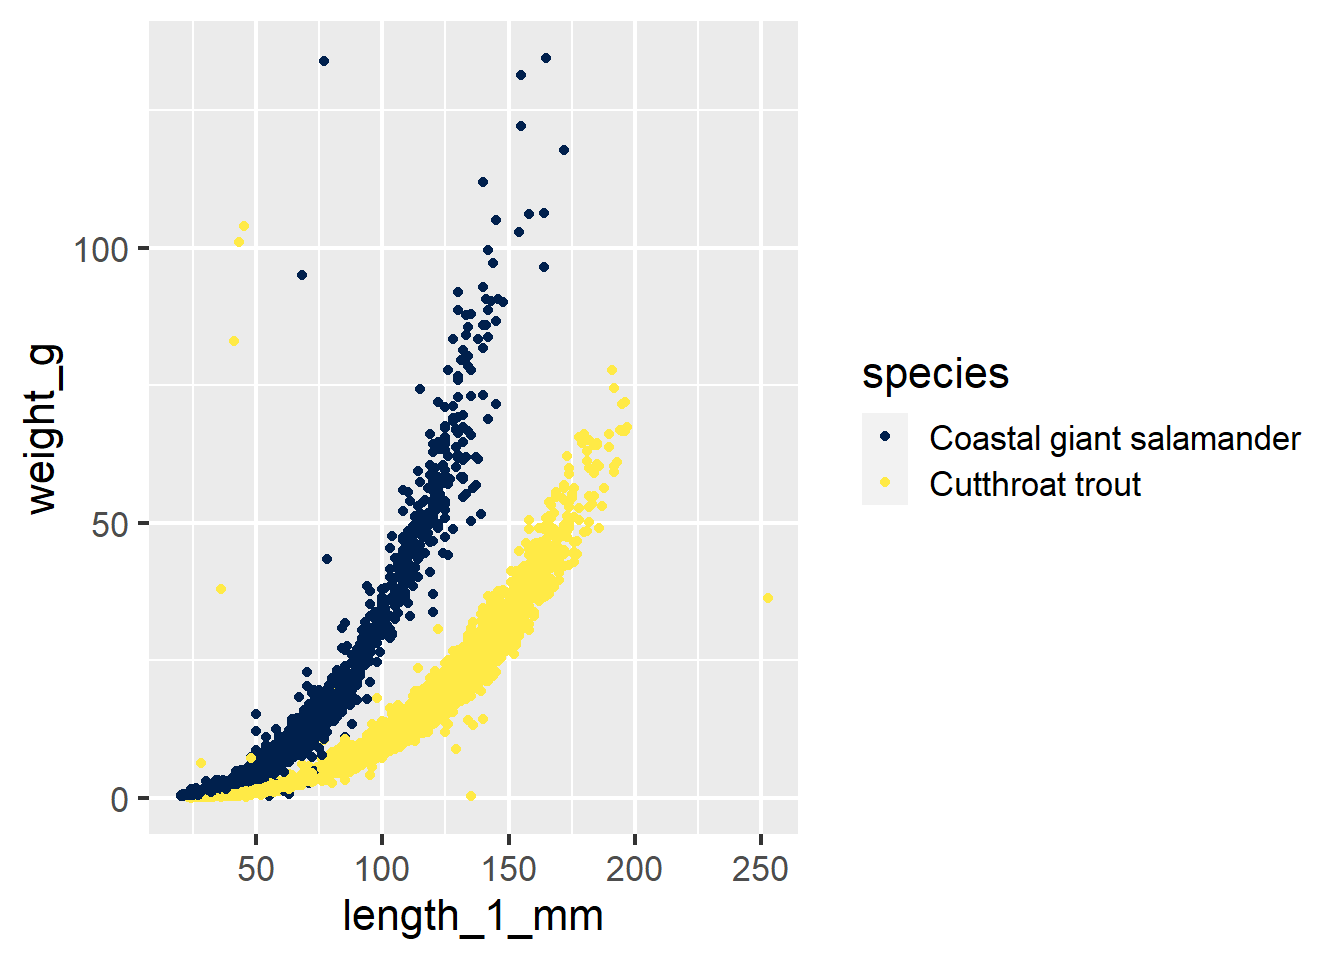 100
50
0
50 100 150 200 250
length_1_mm
weight_g
species
Coastal giant salamander
Cutthroat trout